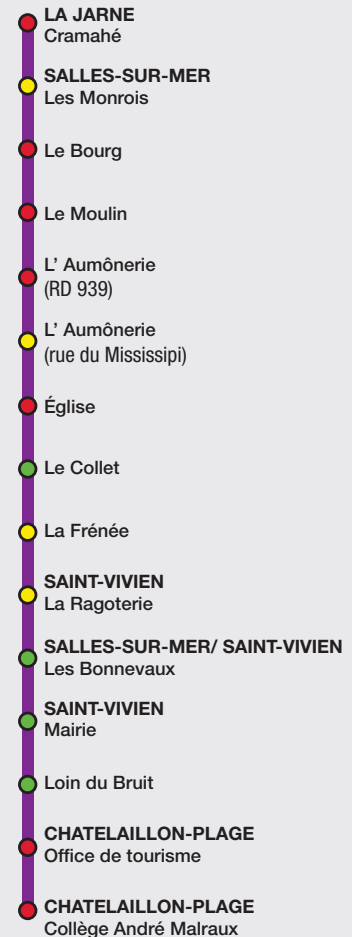 LA JARNE
Cramahé
SALLES-SUR-MER
Les Monrois
Le Bourg
Le Moulin
L' Aumônerie
(RD 939)
L' Aumônerie
(rue du Mississipi)
Église
Le Collet
La Frénée
SAINT-VIVIEN
La Ragoterie
SALLES-SUR-MER/ SAINT-VIVIEN
Les Bonnevaux
SAINT-VIVIEN
Mairie
Loin du Bruit
CHATELAILLON-PLAGE
Office de tourisme
CHATELAILLON-PLAGE
Collège André Malraux